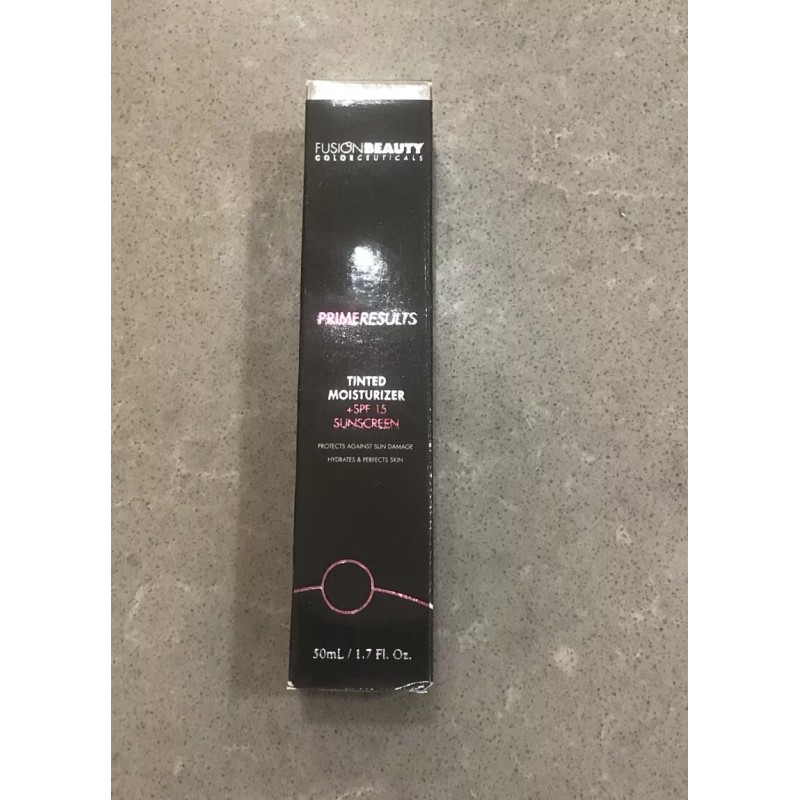 FUSIONBEAUTY
COLORCEUTICALS
PRIMERESULTS
TINTED
MOISTURIZER
+SPF 15
SUNSCREEN
PROTECTS AGAINST SUN DAMAGE
HYDRATES & PERFECTS SKIN
50mL / 1.7 Fl. Oz.